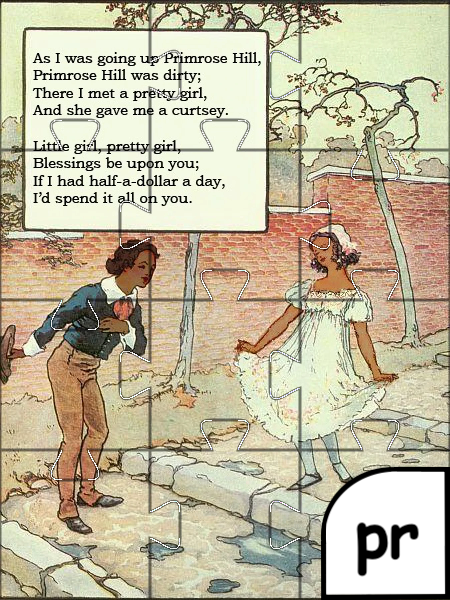 As I was going up Primrose Hill,
Primrose Hill was dirty;
There I met a pretty girl,
And she gave me a curtsey.
Little girl, pretty girl,
Blessings be upon you;
If I had half-a-dollar a day,
I'd spend it all on you.
pr